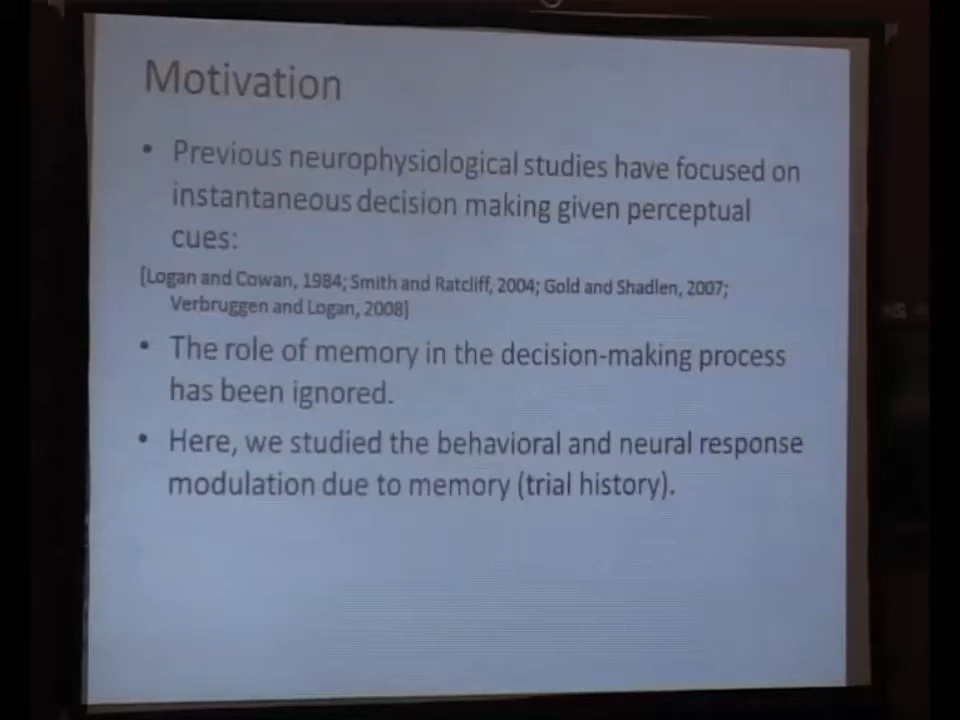 Motivation
• Previous neurophysiological studies have focused on
instantaneous decision making given perceptual
cues:
[Logan and Cowan, 1984; Smith and Ratcliff, 2004; Gold and Shadlen, 2007;
Verbruggen and Logan, 2008]
• The role of memory in the decision-making process
has been ignored.
• Here, we studied the behavioral and neural response
modulation due to memory (trial history).